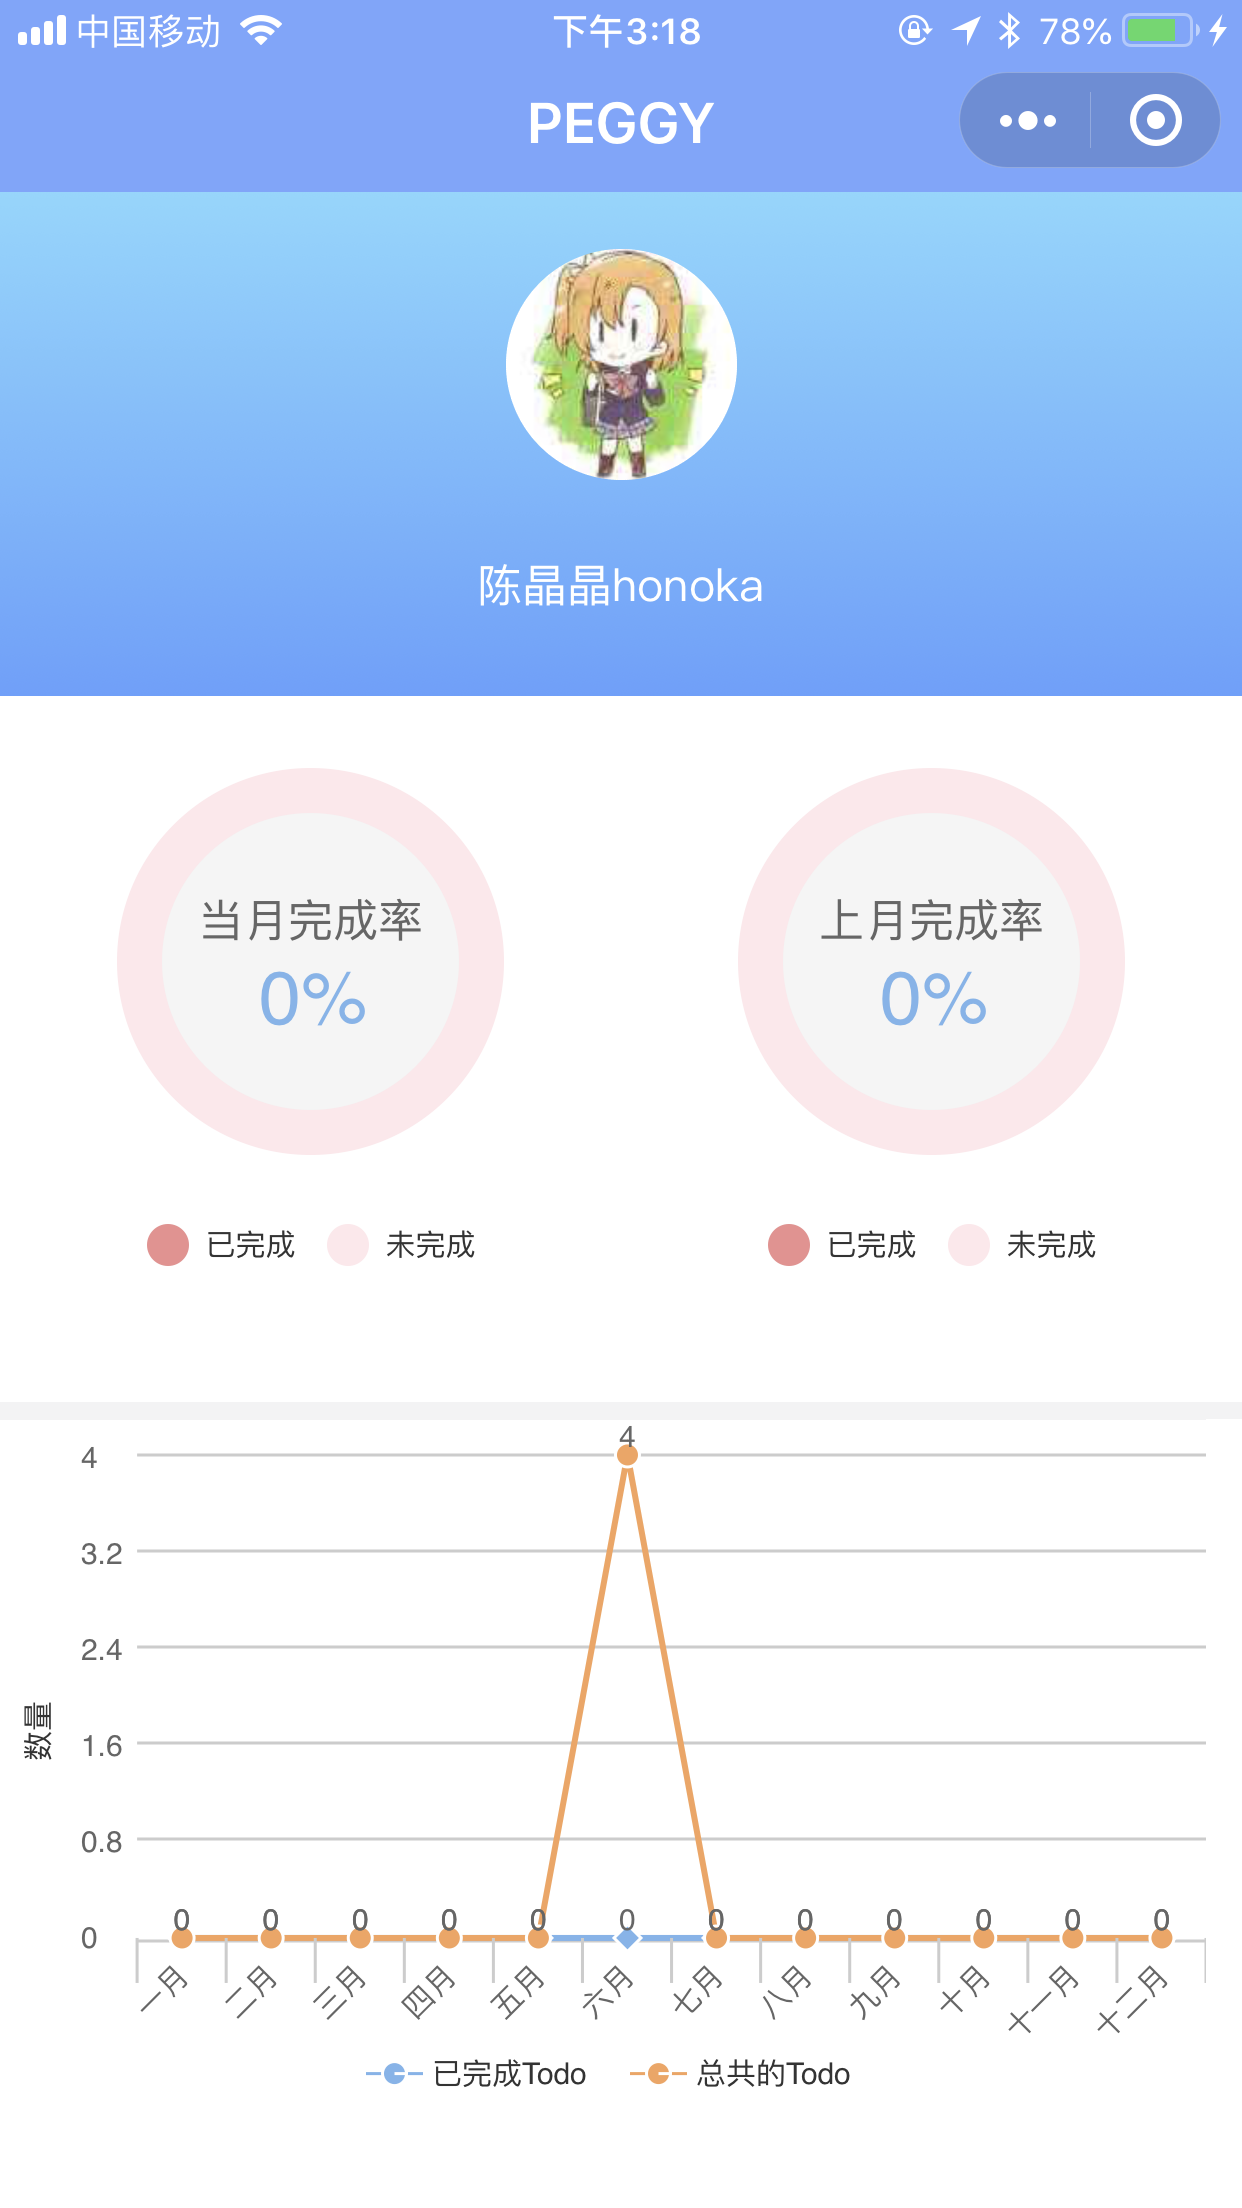 中国移动 下午3:18 78%
PEGGY
陈晶晶honoka
当月完成率
0%
上月完成率
0%
已完成 未完成
已完成 未完成
4
4
3.2
2.4
1.6
0.8
0
数量
0 0 0 0 0 0 0 0 0 0 0 0
一月 二月 三月 四月 五月 六月 七月 八月 九月 十月 十一月 十二月
已完成Todo 总共的Todo